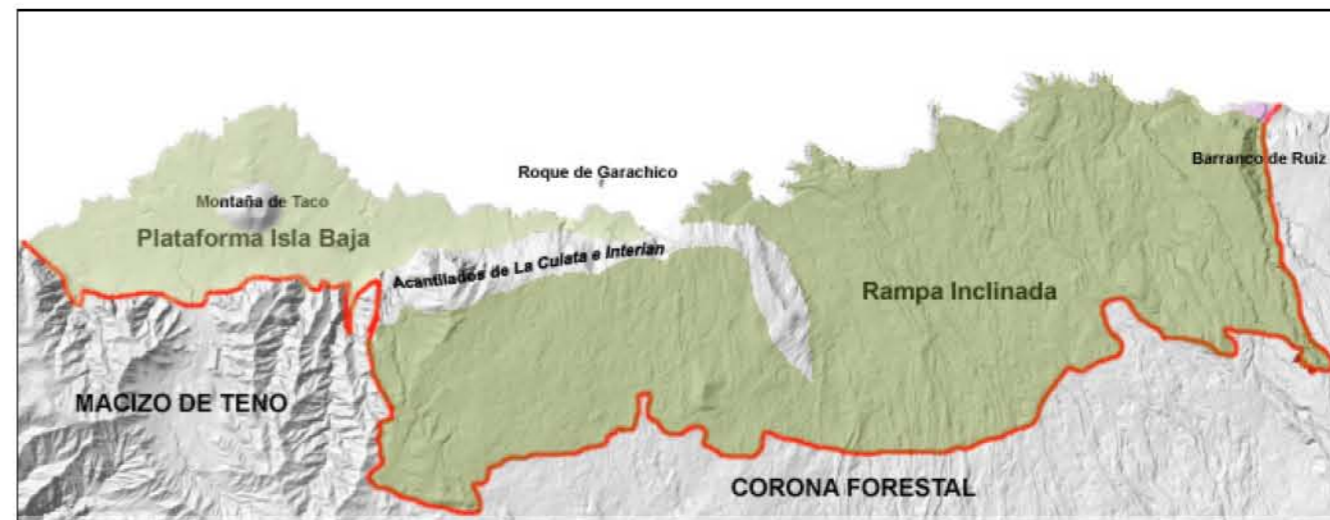 Barranco de Ruiz
Roque de Garachico
Montaña de Taco
Plataforma Isla Baja
Acantilados de La Culata e Interian
Rampa Inclinada
MACIZO DE TENO
CORONA FORESTAL